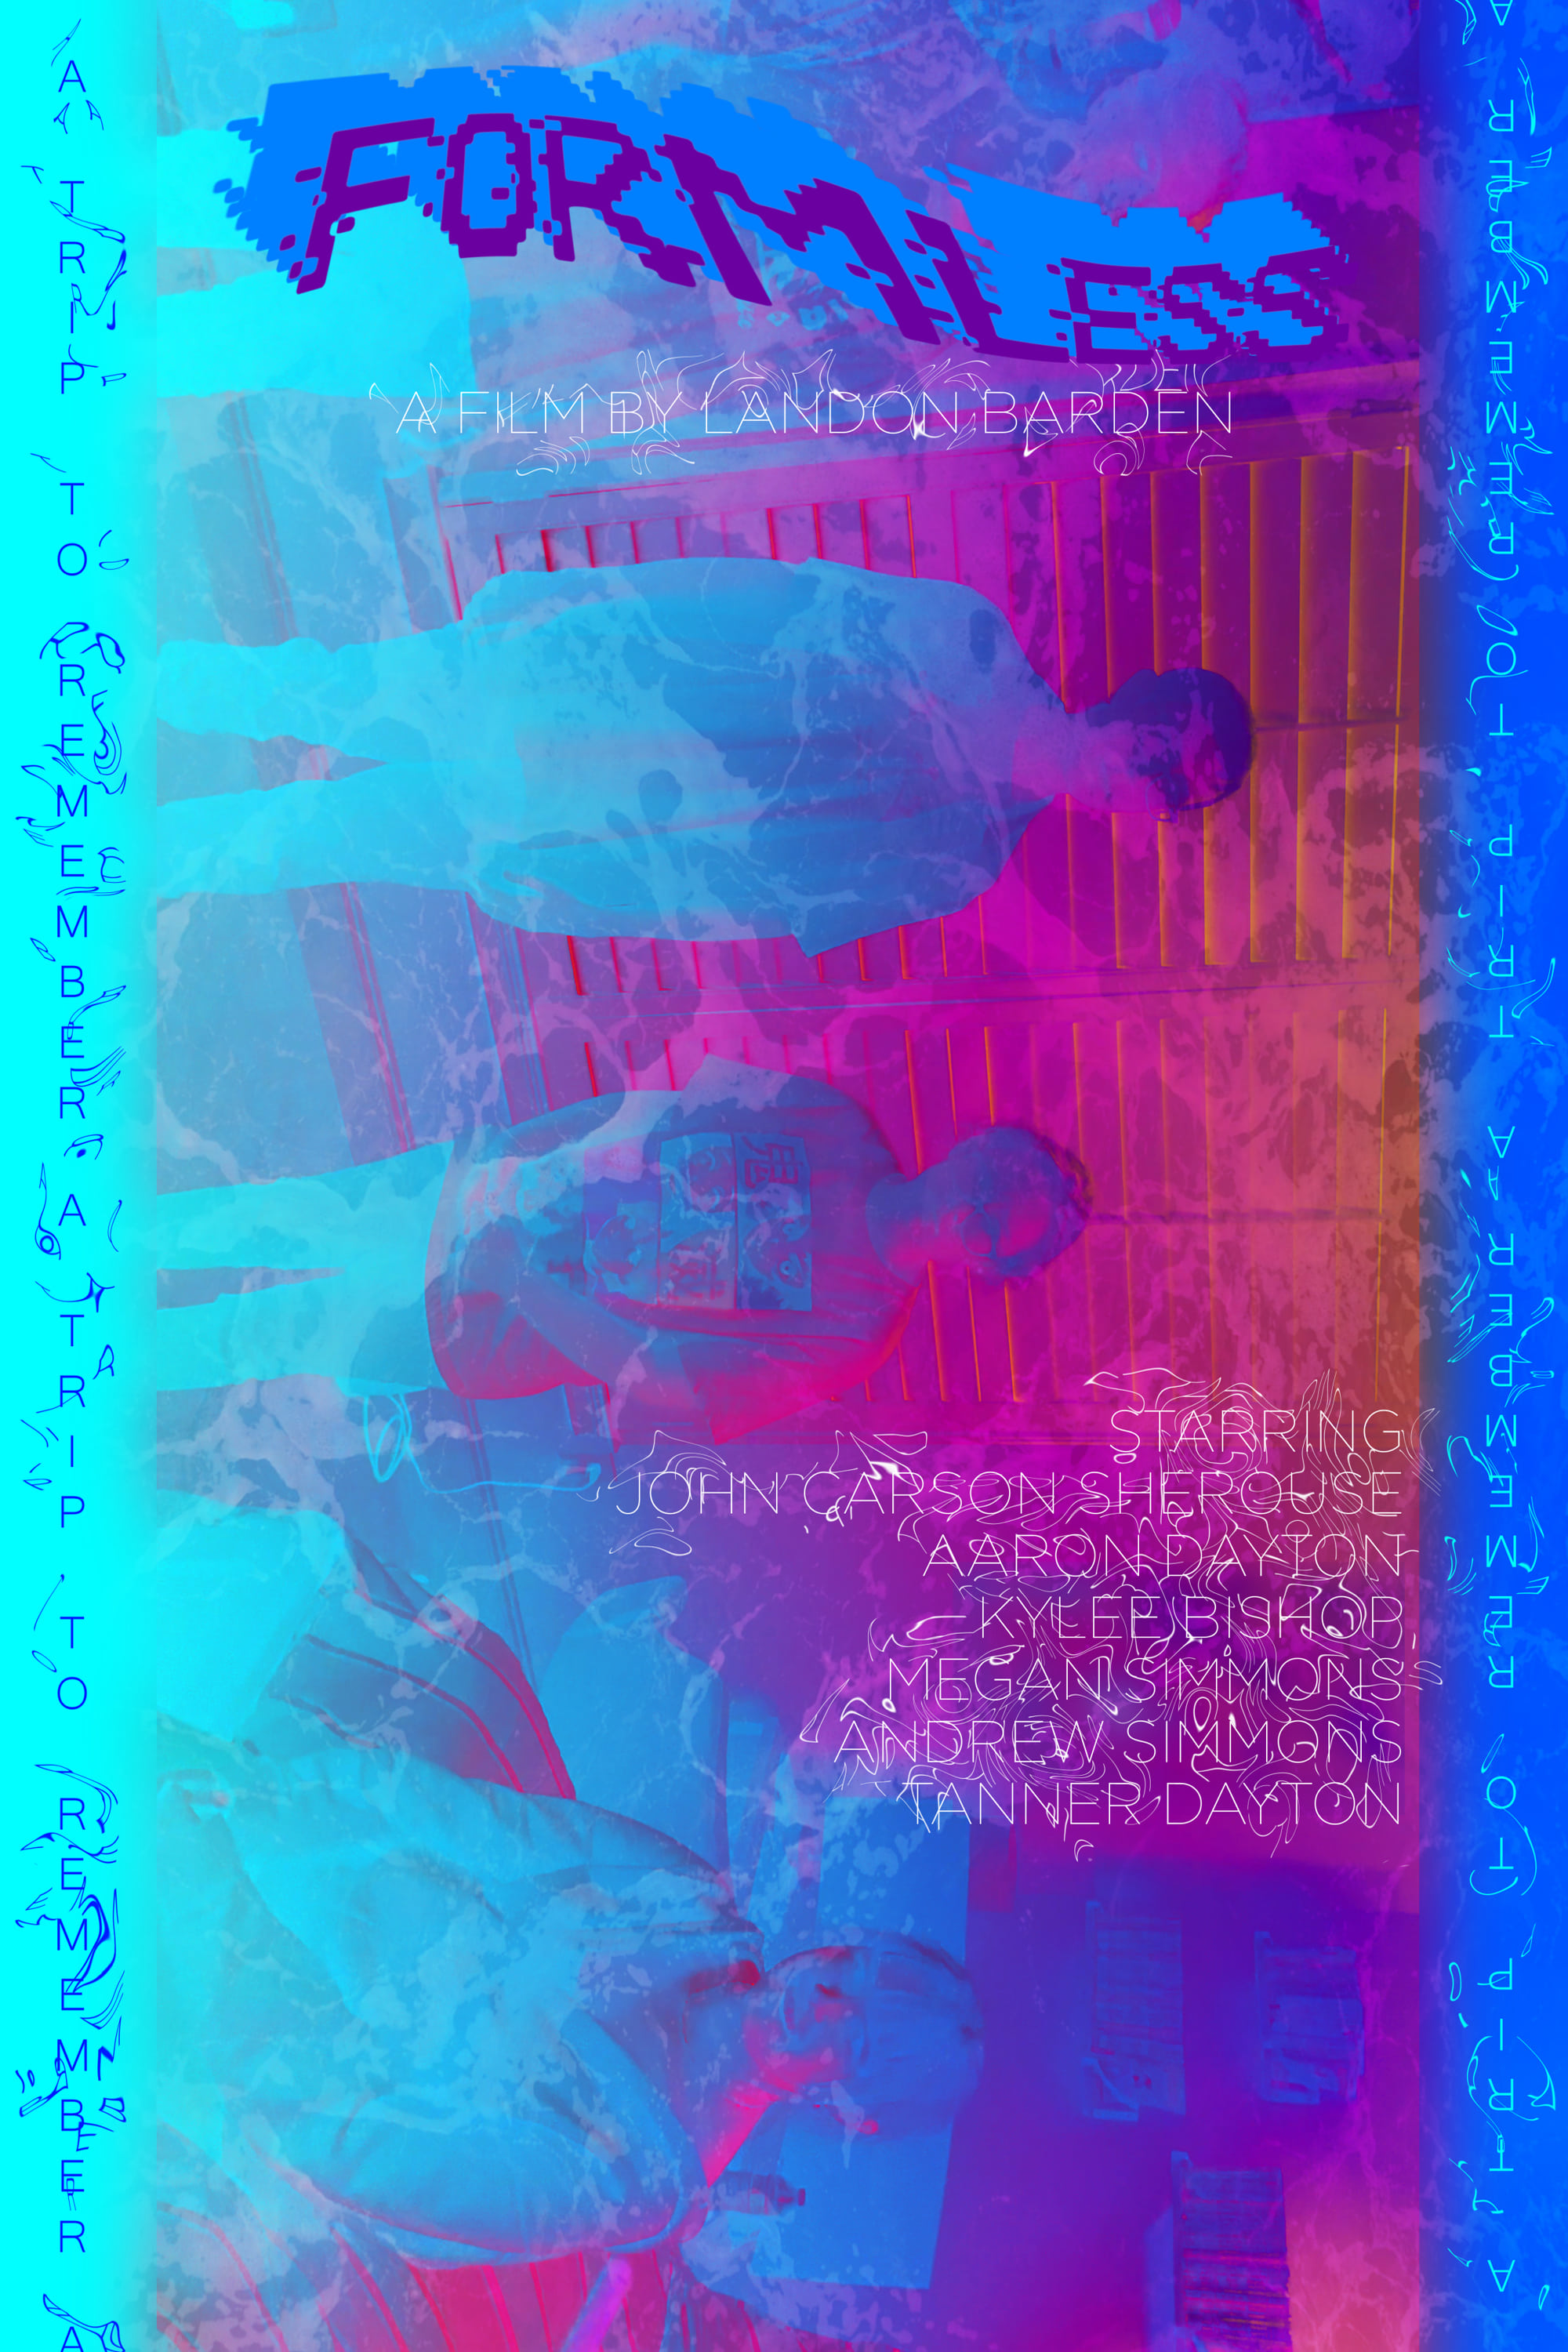 FORMLESS
A FILM BY LANDON BARDEN
STARRING
JOHN CARSON SHEROUSE
AARON DAYTON
KYLEE BISHOP
MEGAN SIMMONS
ANDREW SIMMONS
TANNER DAYTON
A TRIP TO REMEMBER A TRIP TO REMEMBER A
A TRIP TO REMEMBER A TRIP TO REMEMBER A